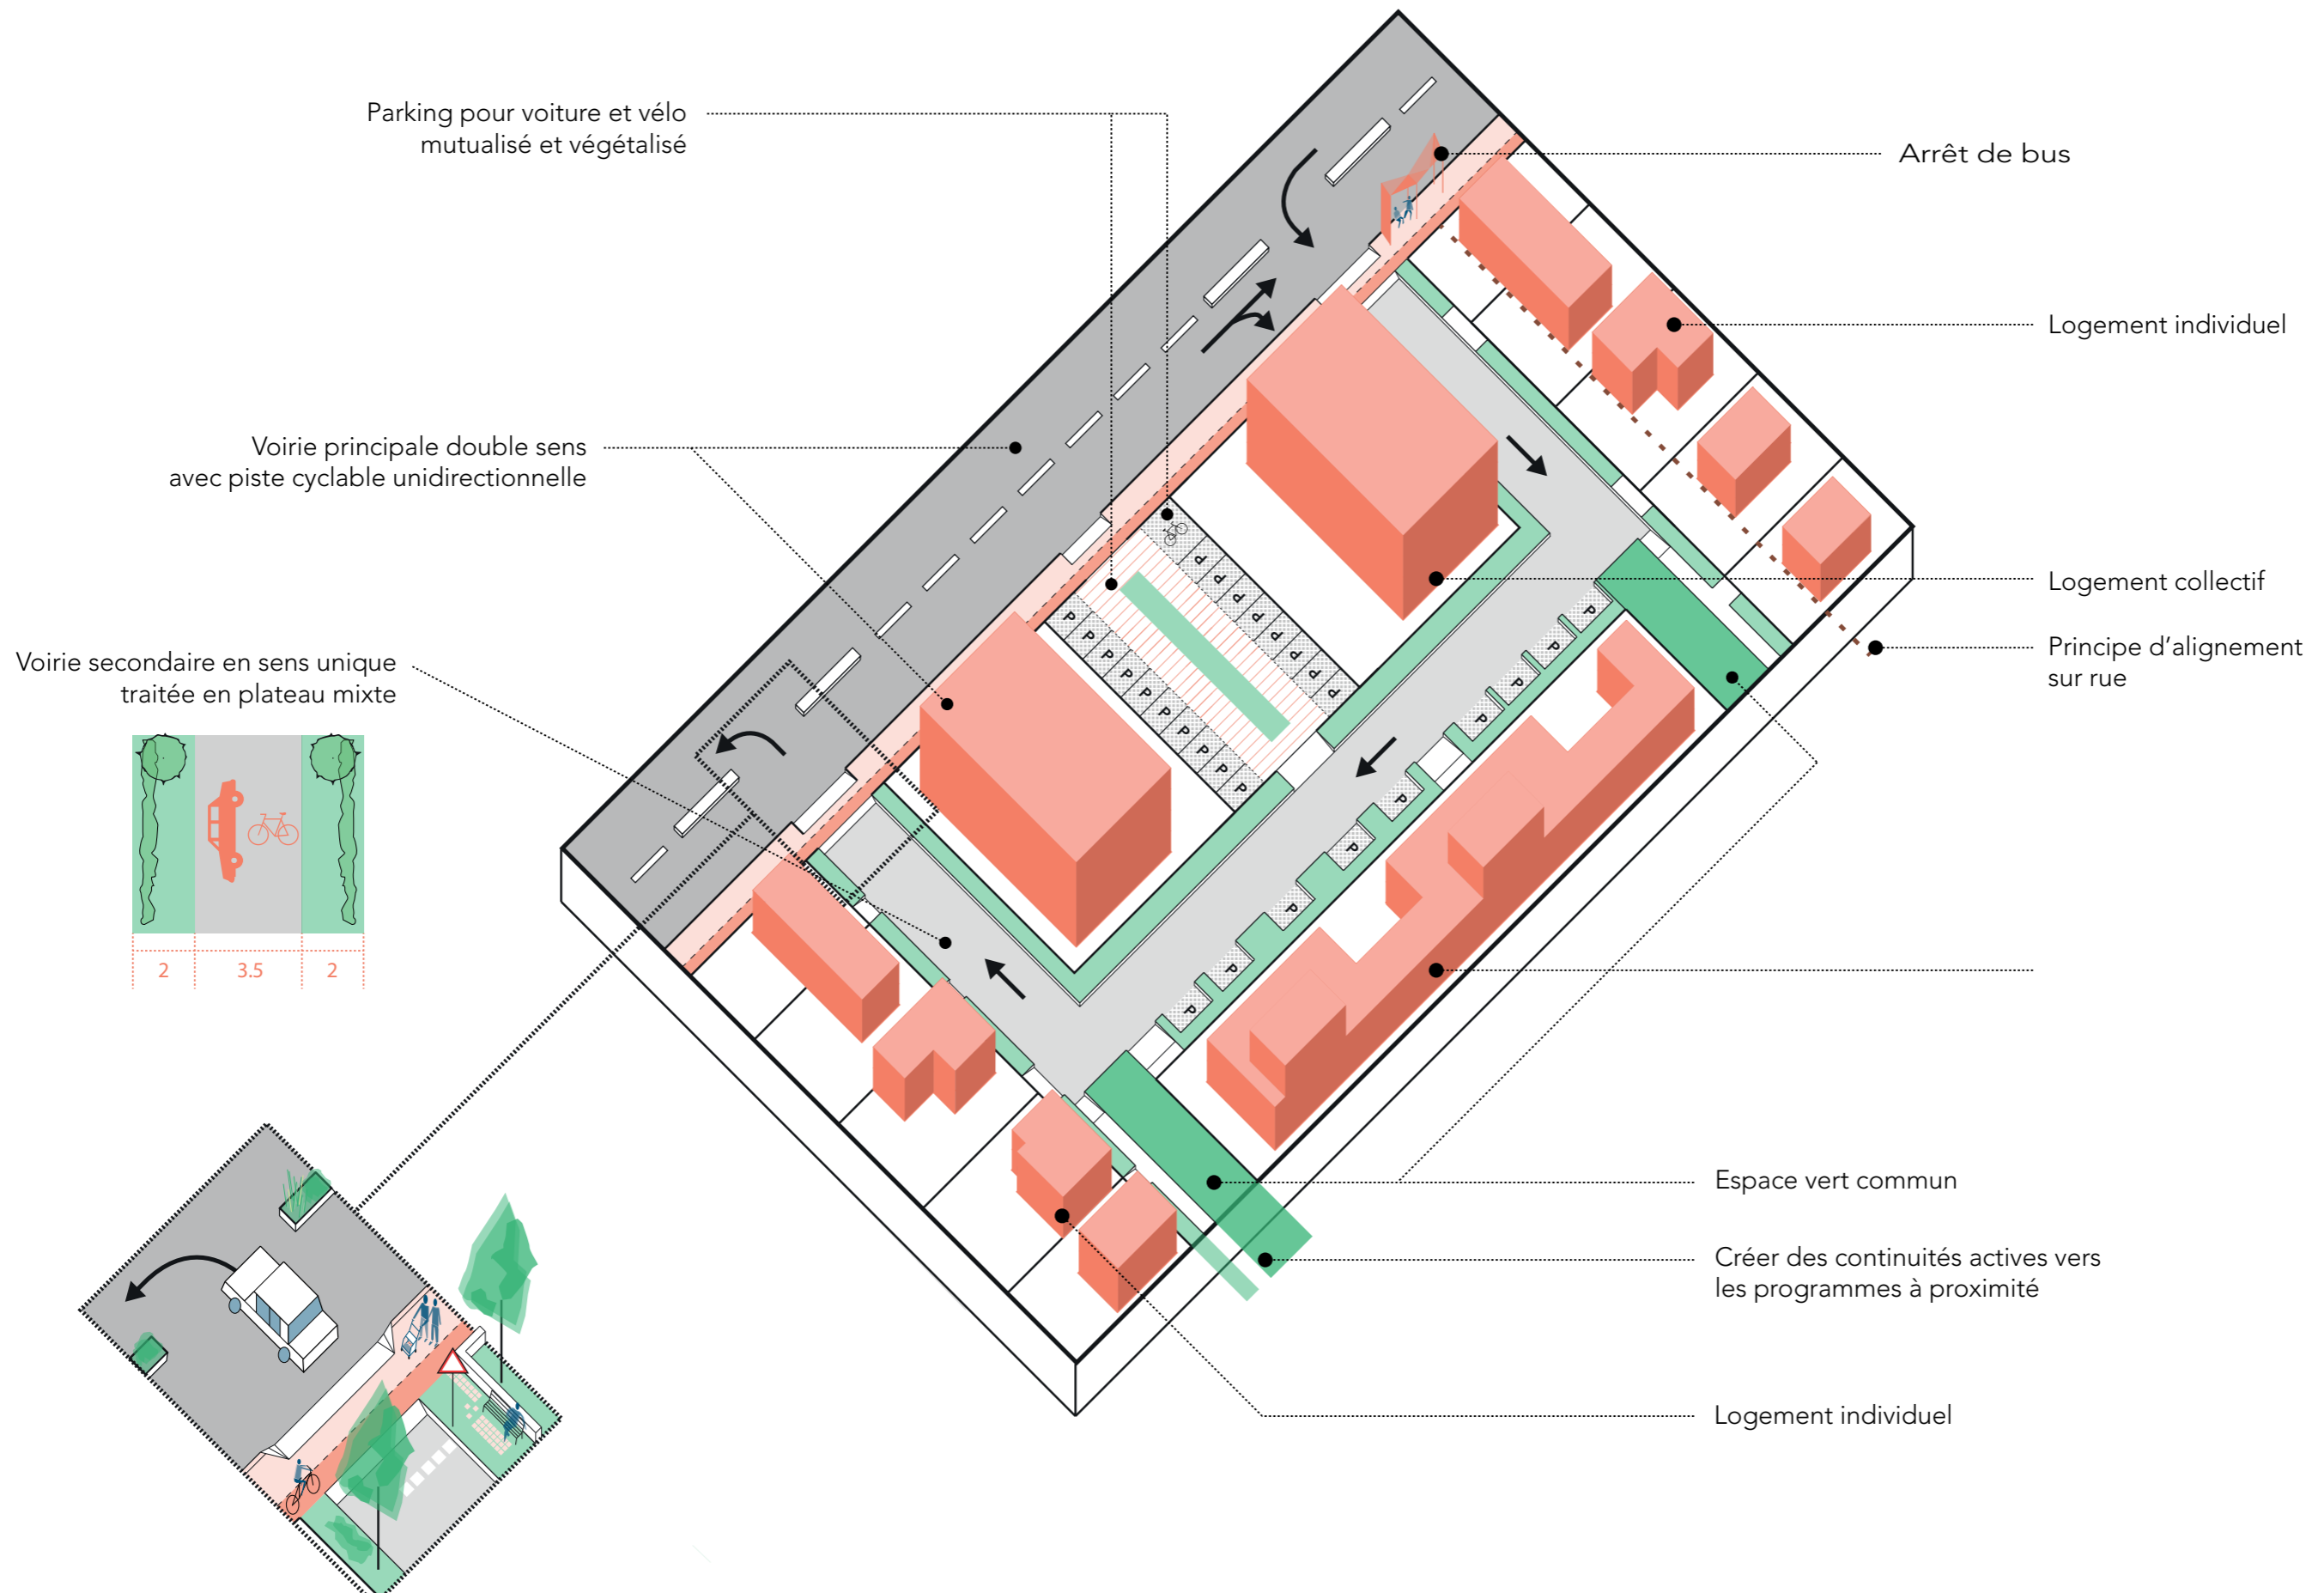 Parking pour voiture et vélo
mutualisé et végétalisé
Arrêt de bus
Logement individuel
Voirie principale double sens
avec piste cyclable unidirectionnelle
Logement collectif
Principe d'alignement
sur rue
Voirie secondaire en sens unique
traitée en plateau mixte
2 3.5 2
P P P P P P P P
P P P P P P P P P P
P P P P P P P P P P
Espace vert commun
Créer des continuités actives vers
les programmes à proximité
Logement individuel